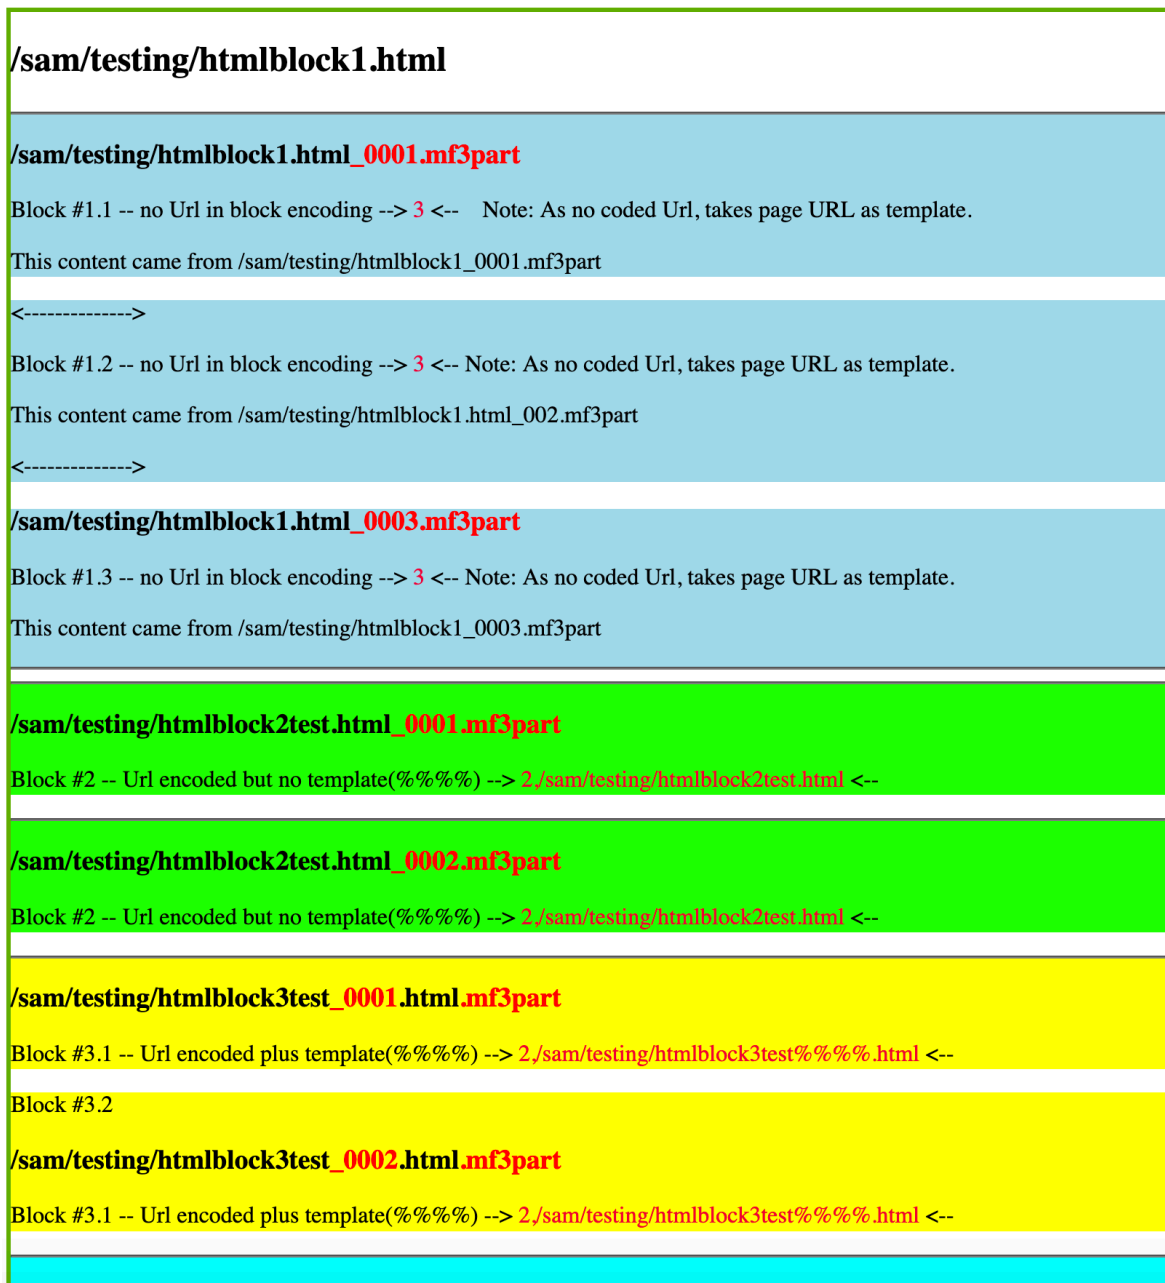 /sam/testing/htmlblock1.html
/sam/testing/htmlblock1.html_0001.mf3part
Block #1.1 -- no Url in block encoding --> 3 <-- Note: As no coded Url, takes page URL as template.
This content came from /sam/testing/htmlblock1_0001.mf3part
<-------------->
Block #1.2 -- no Url in block encoding --> 3 <-- Note: As no coded Url, takes page URL as template.
This content came from /sam/testing/htmlblock1.html_002.mf3part
<-------------->
/sam/testing/htmlblock1.html_0003.mf3part
Block #1.3 -- no Url in block encoding --> 3 <-- Note: As no coded Url, takes page URL as template.
This content came from /sam/testing/htmlblock1_0003.mf3part
/sam/testing/htmlblock2test.html_0001.mf3part
Block #2 -- Url encoded but no template(%%%%) --> 2,/sam/testing/htmlblock2test.html <--
/sam/testing/htmlblock2test.html_0002.mf3part
Block #2 -- Url encoded but no template(%%%%) --> 2,/sam/testing/htmlblock2test.html <--
/sam/testing/htmlblock3test_0001.html.mf3part
Block #3.1 -- Url encoded plus template(%%%%) --> 2,/sam/testing/htmlblock3test%%%%.html <--
Block #3.2
/sam/testing/htmlblock3test_0002.html.mf3part
Block #3.1 -- Url encoded plus template(%%%%) --> 2,/sam/testing/htmlblock3test%%%%.html <--